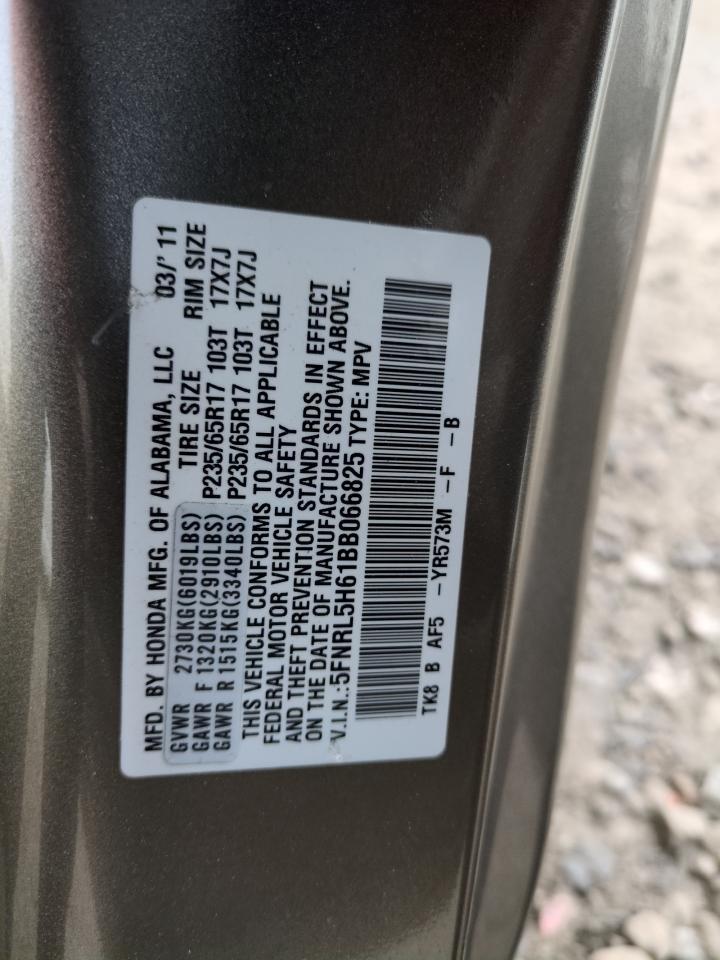 MFD. BY HONDA MFG. OF ALABAMA, LLC 03/' 11
GVWR 2730KG(6019LBS) TIRE SIZE RIM SIZE
GAWR F 1320KG(2910LBS) P235/65R17 103T 17X7J
GAWR R 1515KG(3340LBS) P235/65R17 103T 17X7J
THIS VEHICLE CONFORMS TO ALL APPLICABLE
FEDERAL MOTOR VEHICLE SAFETY
AND THEFT PREVENTION STANDARDS IN EFFECT
ON THE DATE OF MANUFACTURE SHOWN ABOVE.
V.I.N.:5FNRL5H61BB066825 TYPE: MPV
TK8 B AF5 -YR573M -F -B